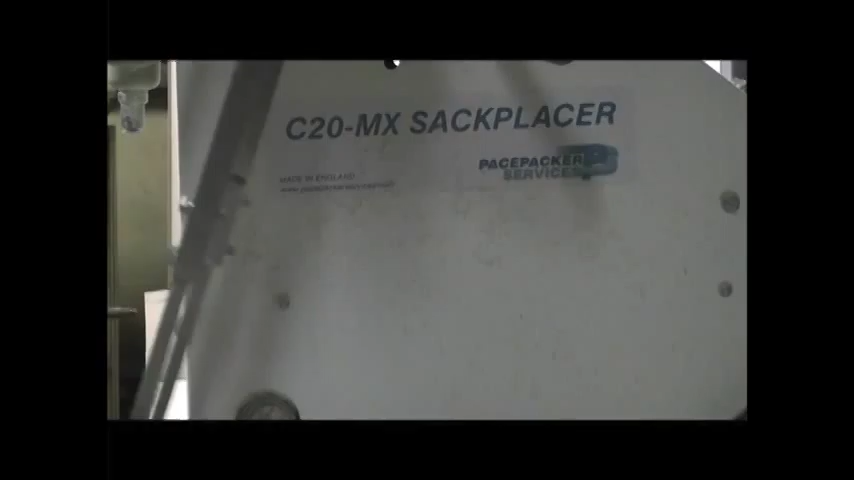 C20-MX SACKPLACER
PACEPACKER
SERVICES
MADE IN ENGLAND